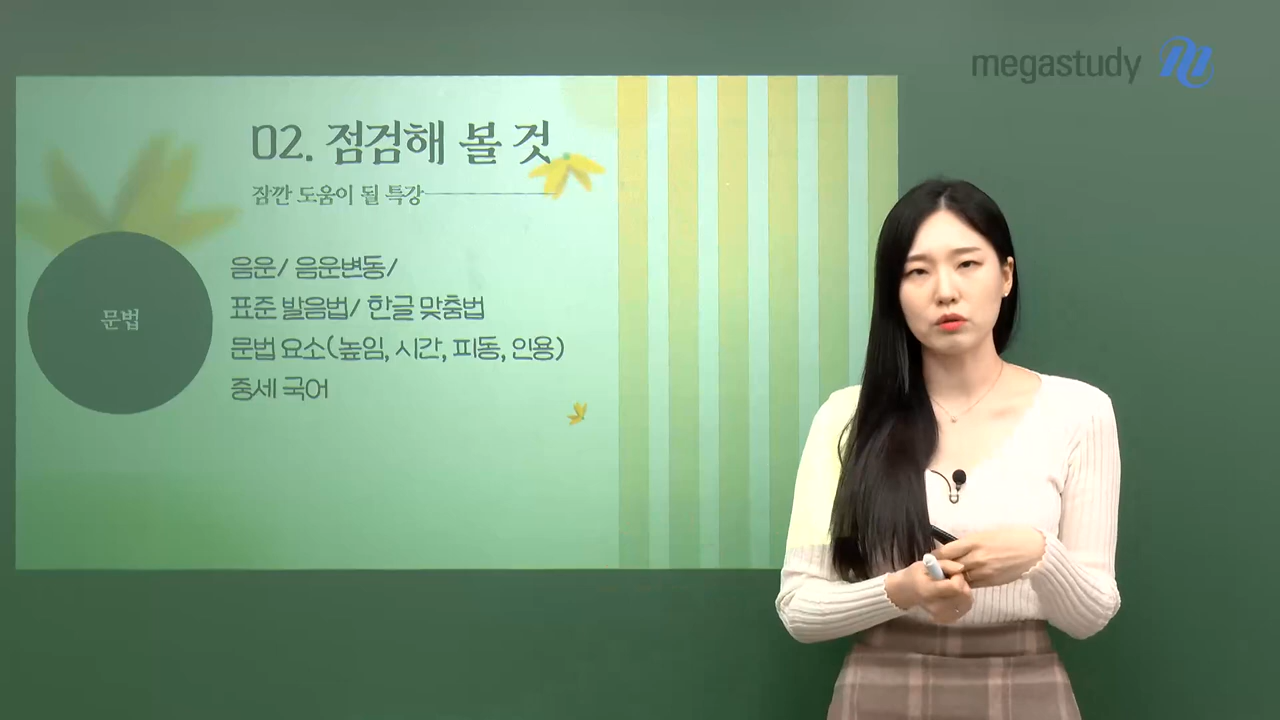 megastudy
02. 점검해 볼 것
잠깐 도움이 될 특강
문법
음운/ 음운변동/
표준 발음법/ 한글 맞춤법
문법 요소(높임, 시간, 피동, 인용)
중세 국어